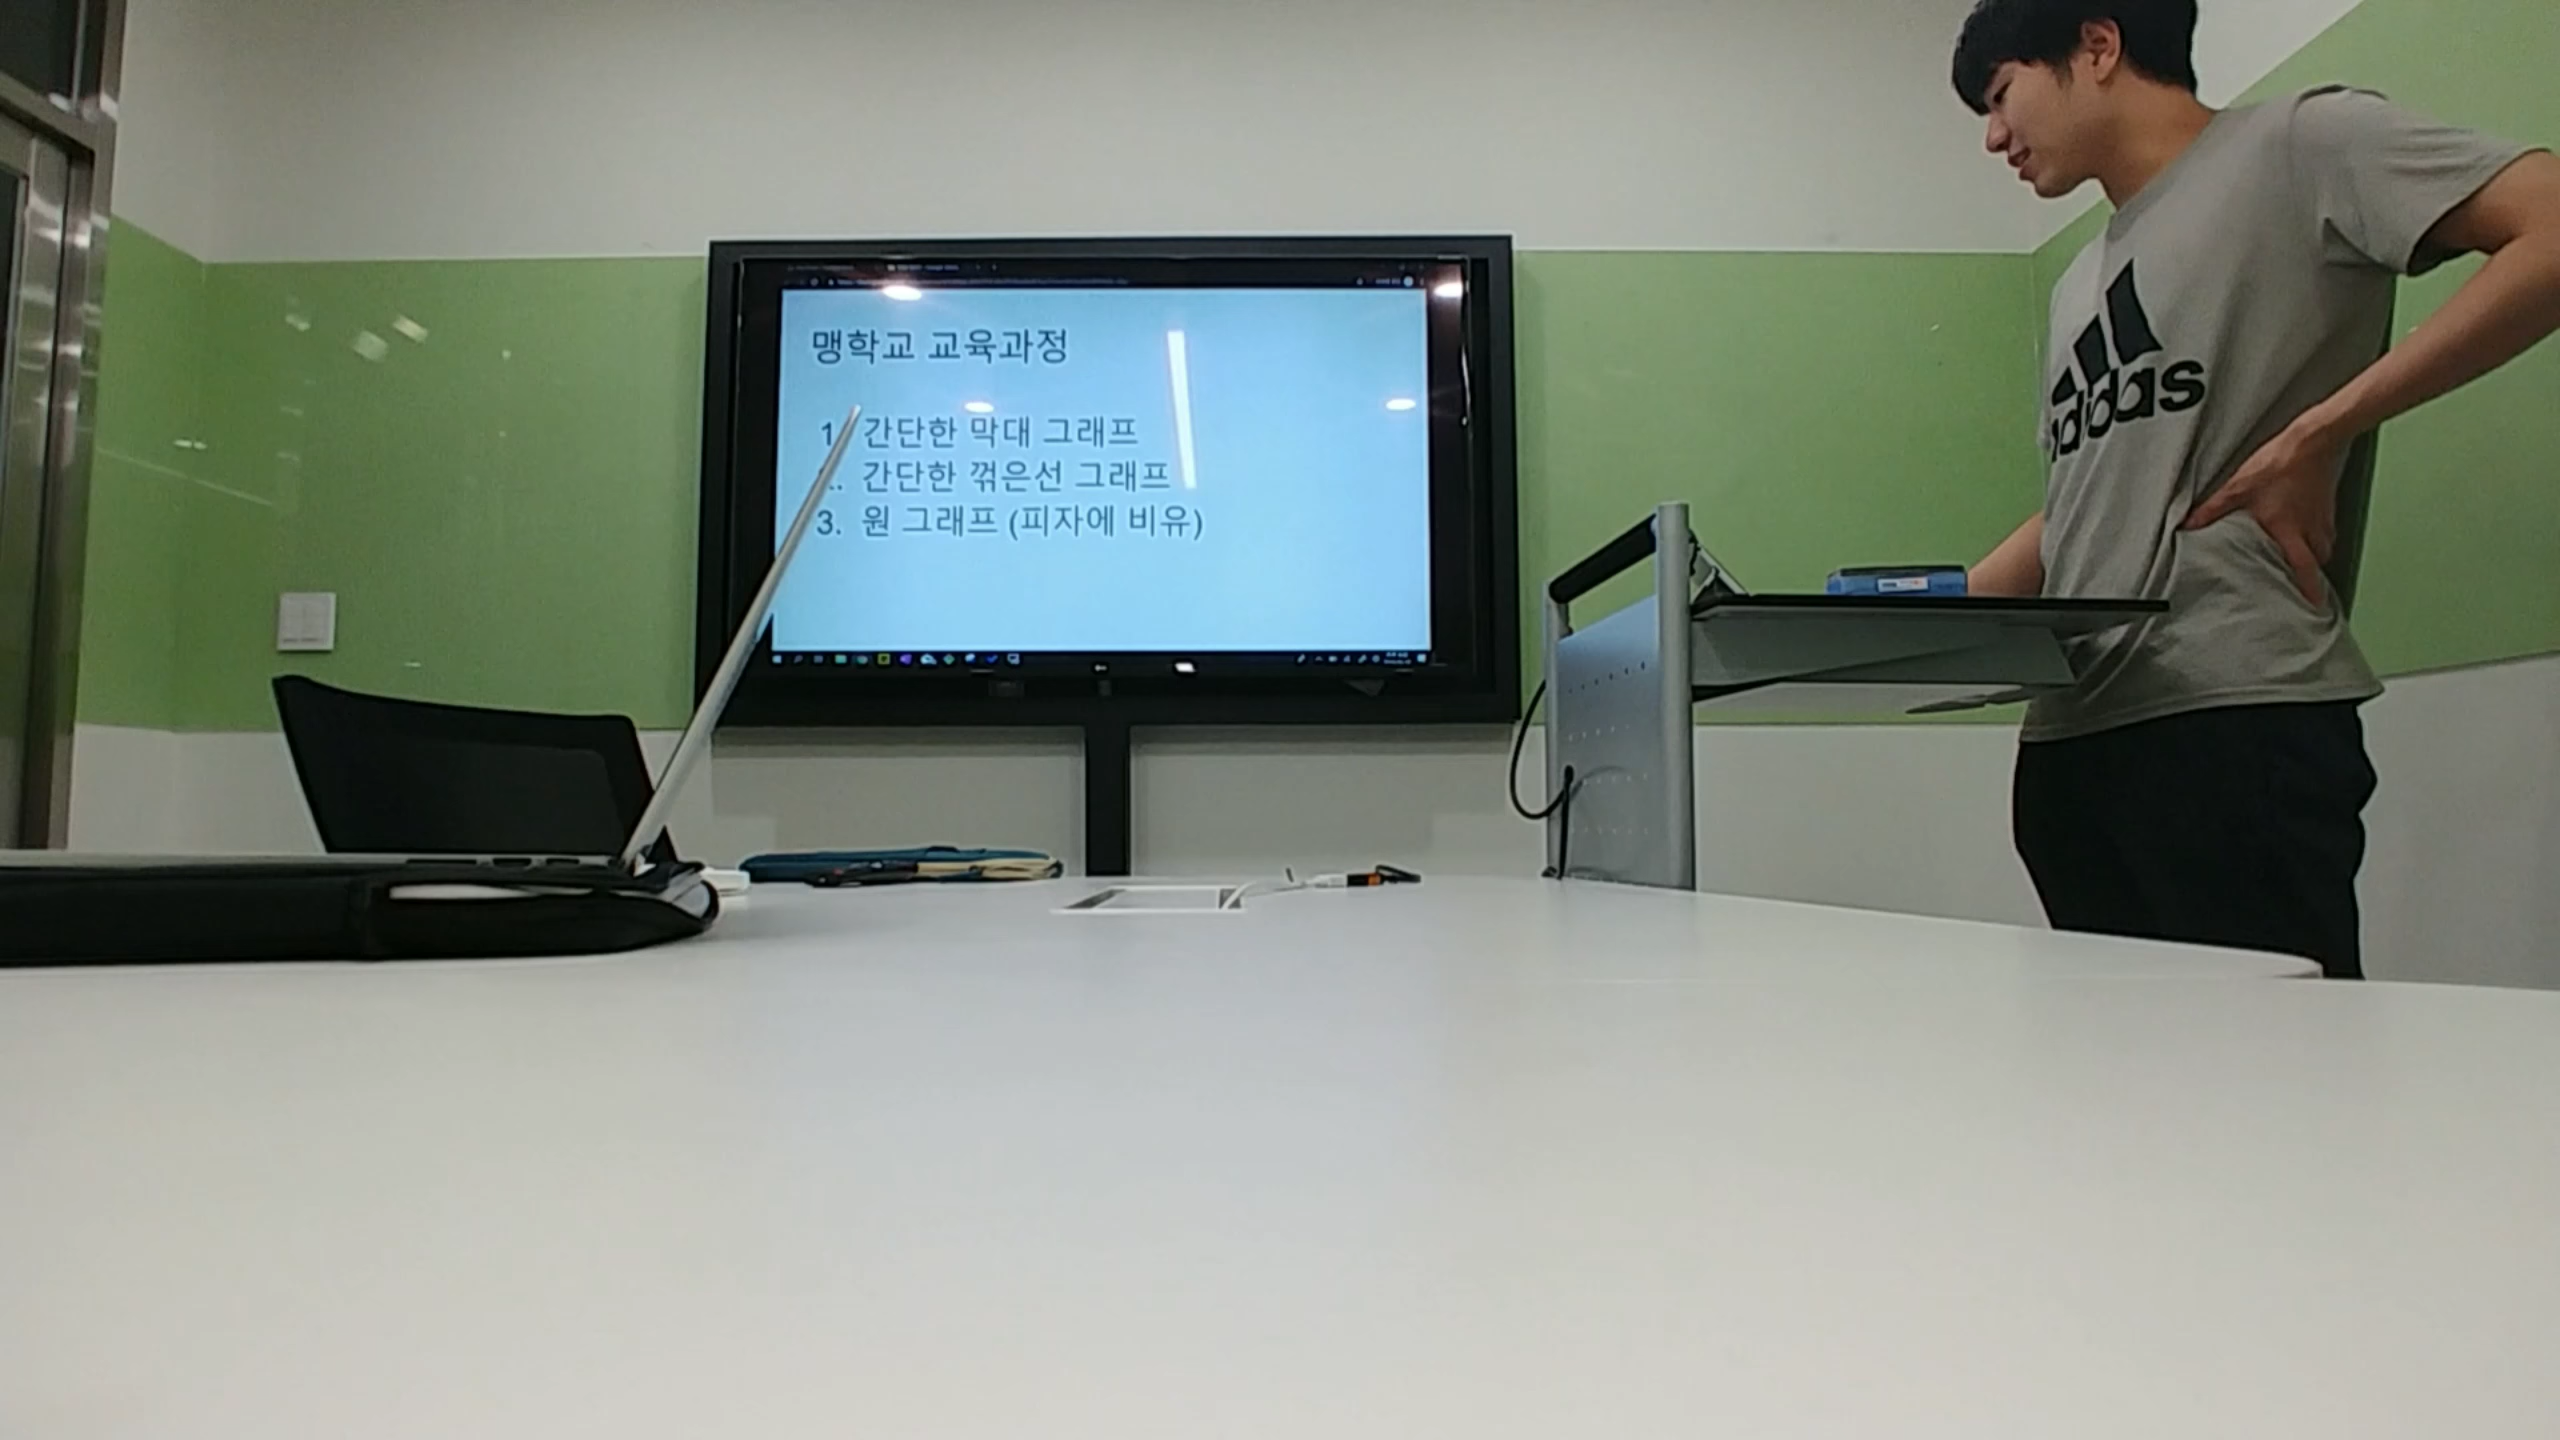 맹학교 교육과정
1. 간단한 막대 그래프
간단한 꺾은선 그래프
3. 원 그래프 (피자에 비유)
adidas